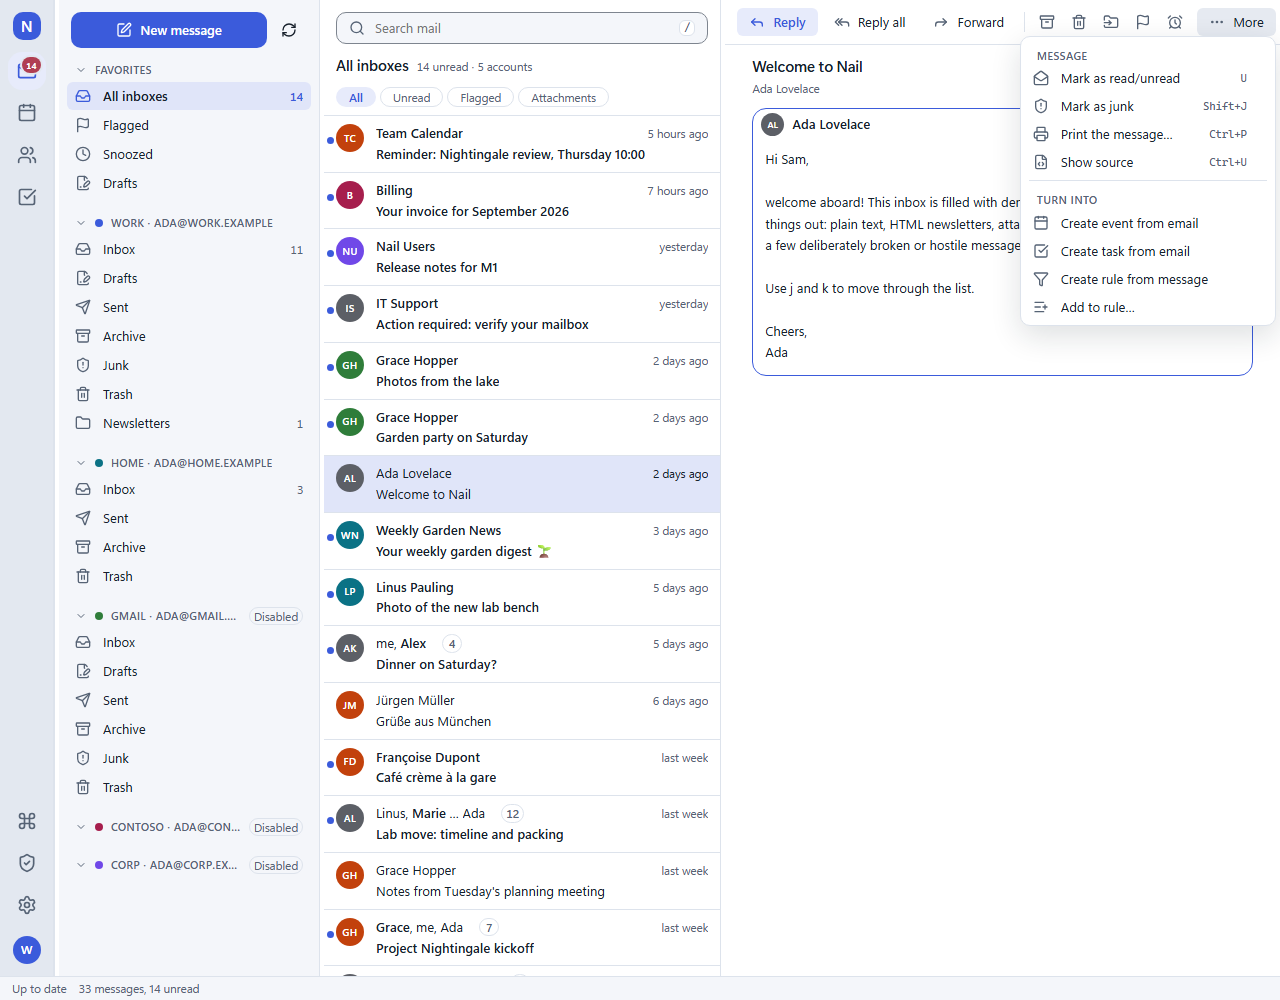 N
14
W
New message
FAVORITES
All inboxes 14
Flagged
Snoozed
Drafts
WORK · ADA@WORK.EXAMPLE
Inbox 11
Drafts
Sent
Archive
Junk
Trash
Newsletters 1
HOME · ADA@HOME.EXAMPLE
Inbox 3
Sent
Archive
Trash
GMAIL · ADA@GMAIL.... Disabled
Inbox
Drafts
Sent
Archive
Junk
Trash
CONTOSO · ADA@CON... Disabled
CORP · ADA@CORP.EX... Disabled
Search mail /
All inboxes 14 unread · 5 accounts
All Unread Flagged Attachments
TC Team Calendar 5 hours ago
Reminder: Nightingale review, Thursday 10:00
B Billing 7 hours ago
Your invoice for September 2026
NU Nail Users yesterday
Release notes for M1
IS IT Support yesterday
Action required: verify your mailbox
GH Grace Hopper 2 days ago
Photos from the lake
GH Grace Hopper 2 days ago
Garden party on Saturday
AL Ada Lovelace 2 days ago
Welcome to Nail
WN Weekly Garden News 3 days ago
Your weekly garden digest 🌱
LP Linus Pauling 5 days ago
Photo of the new lab bench
AK me, Alex 4 5 days ago
Dinner on Saturday?
JM Jürgen Müller 6 days ago
Grüße aus München
FD Françoise Dupont last week
Café crème à la gare
AL Linus, Marie ... Ada 12 last week
Lab move: timeline and packing
GH Grace Hopper last week
Notes from Tuesday's planning meeting
GH Grace, me, Ada 7 last week
Project Nightingale kickoff
Reply Reply all Forward More
Welcome to Nail
Ada Lovelace
AL Ada Lovelace
Hi Sam,
welcome aboard! This inbox is filled with
things out: plain text, HTML newsletters,
a few deliberately broken or hostile message
Use j and k to move through the list.
Cheers,
Ada
MESSAGE
Mark as read/unread U
Mark as junk Shift+J
Print the message... Ctrl+P
Show source Ctrl+U
TURN INTO
Create event from email
Create task from email
Create rule from message
Add to rule...
Up to date 33 messages, 14 unread